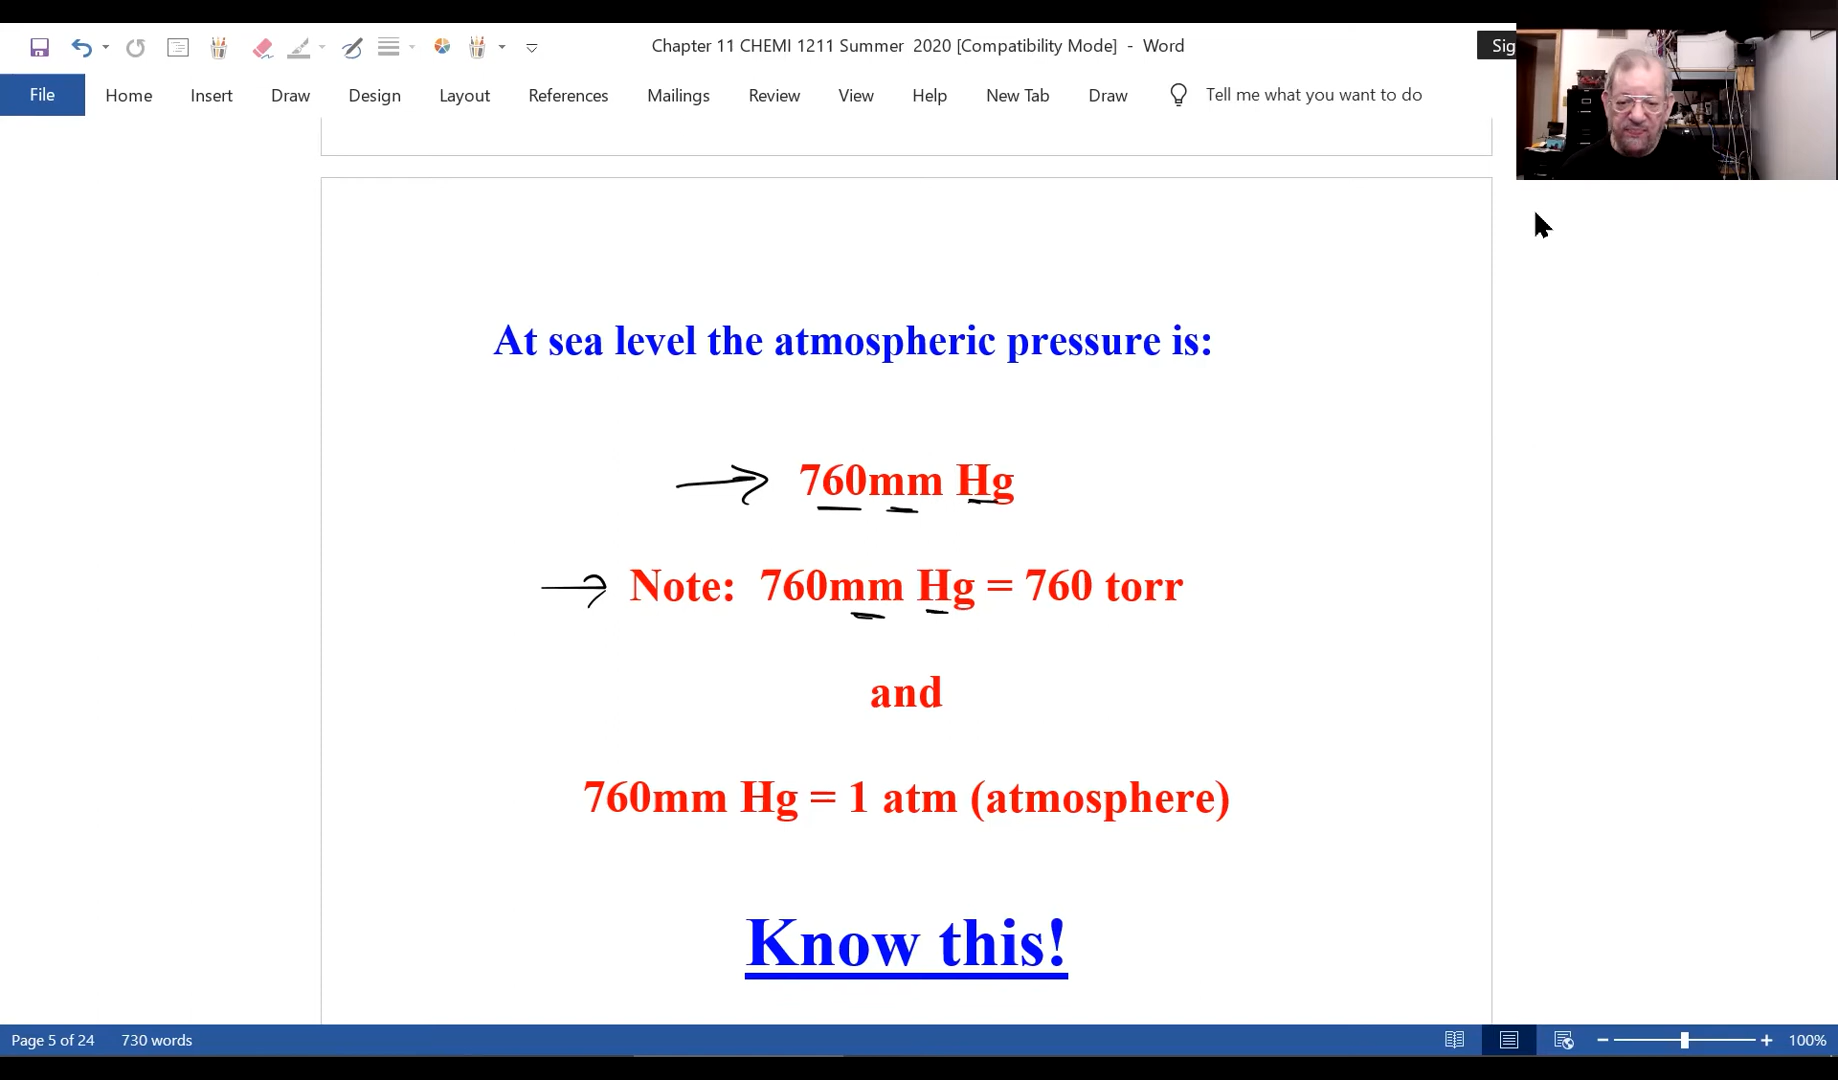 Chapter 11 CHEMI 1211 Summer 2020 [Compatibility Mode] - Word
Sig
File Home Insert Draw Design Layout References Mailings Review View Help New Tab Draw Tell me what you want to do
At sea level the atmospheric pressure is:
760mm Hg
Note: 760mm Hg = 760 torr
and
760mm Hg = 1 atm (atmosphere)
Know this!
Page 5 of 24 730 words 100%